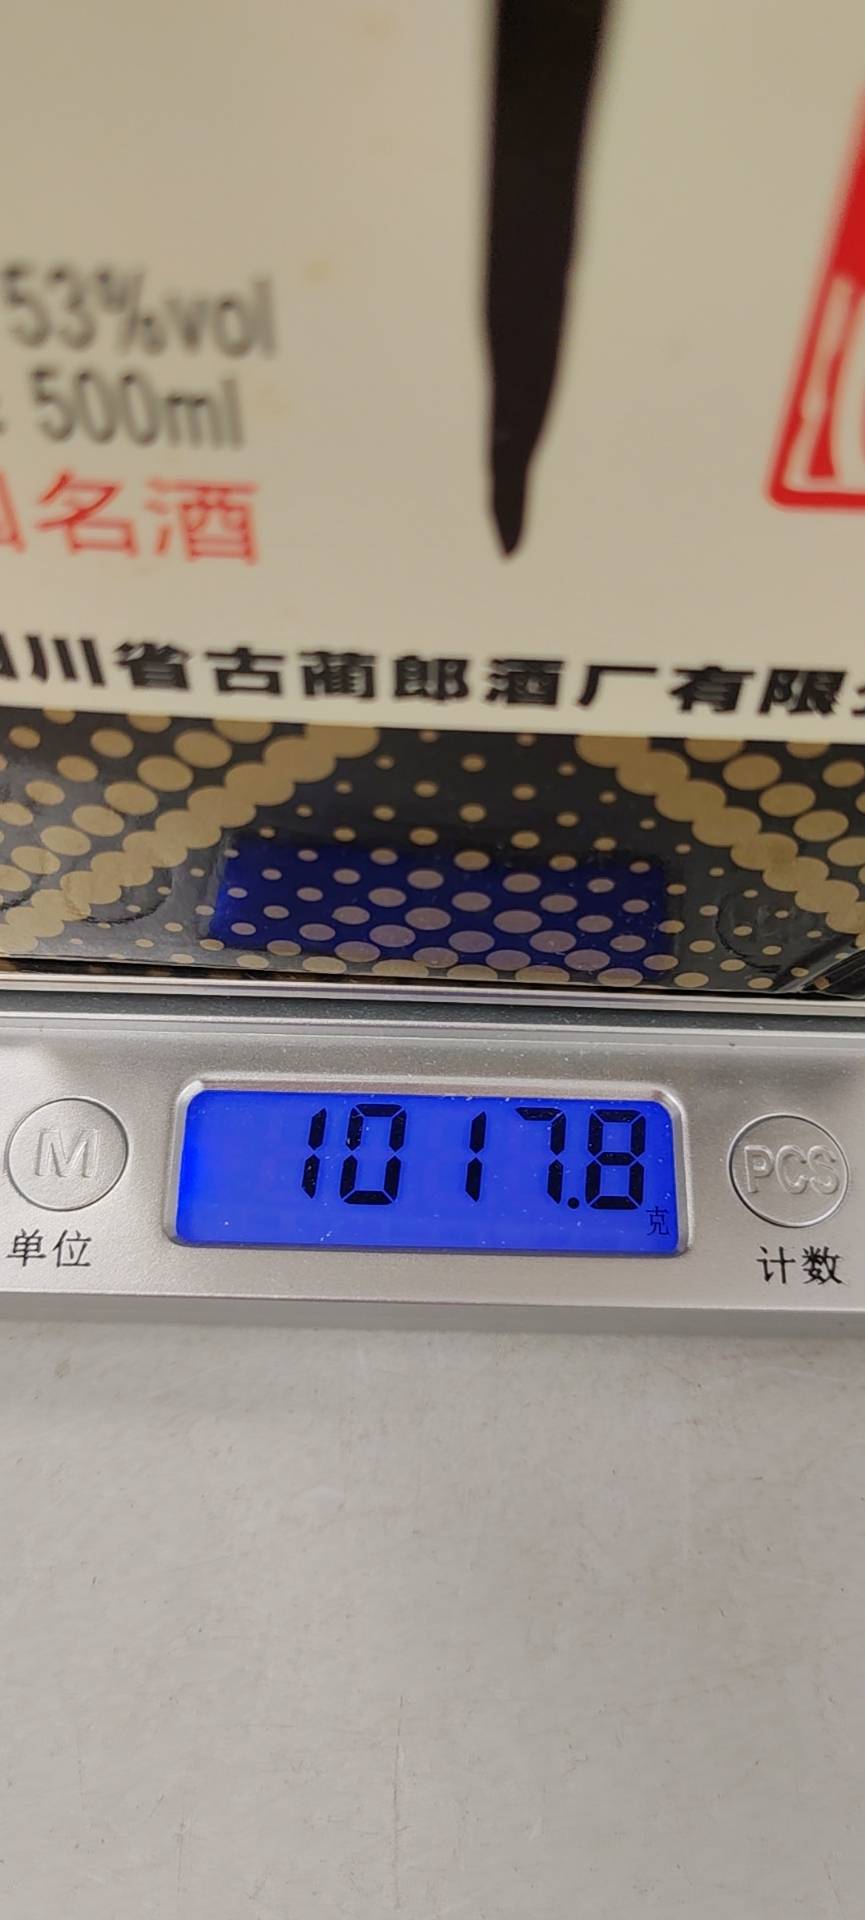 53%vol
500ml
名酒
川省古蔺郎酒厂有限
1017.8
克
M
单位
PCS
计数